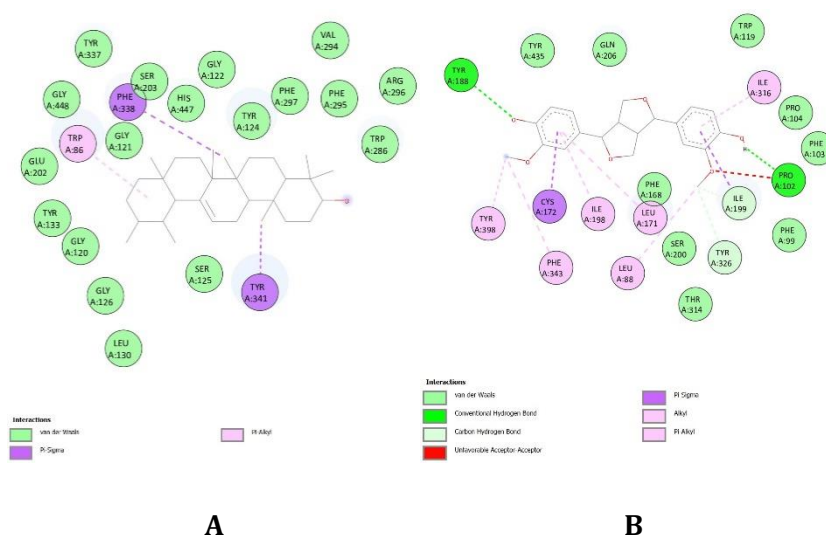 TYR
A:337
SER
A:203
GLY
A:122
VAL
A:294
PHE
A:338
HIS
A:447
PHE
A:297
PHE
A:295
ARG
A:296
GLY
A:448
TYR
A:124
TRP
A:286
TRP
A:86
GLY
A:121
GLU
A:202
TYR
A:133
GLY
A:120
GLY
A:126
SER
A:125
TYR
A:341
LEU
A:130
Interactions
van der Waals
Pi-Sigma
Pi-Alkyl
A
TYR
A:188
TYR
A:435
GLN
A:206
TRP
A:119
ILE
A:316
PRO
A:104
PHE
A:103
PRO
A:102
CYS
A:172
ILE
A:198
PHE
A:168
LEU
A:171
ILE
A:199
TYR
A:398
PHE
A:343
LEU
A:88
SER
A:200
TYR
A:326
PHE
A:99
THR
A:314
Interactions
van der Waals
Conventional Hydrogen Bond
Carbon Hydrogen Bond
Unfavorable Acceptor-Acceptor
Pi Sigma
Alkyl
Pi Alkyl
B